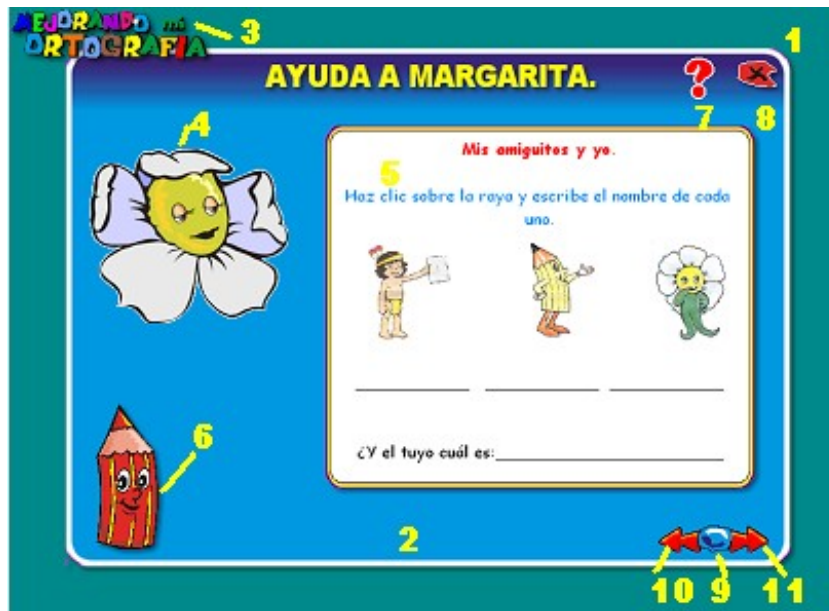 MEJORANDO mi
ORTOGRAFIA
3
1
AYUDA A MARGARITA.
?
7
8
4
Mis amiguitos y yo.
5
Haz clic sobre la raya y escribe el nombre de cada
uno.
6
¿Y el tuyo cuál es:
2
10
9
11